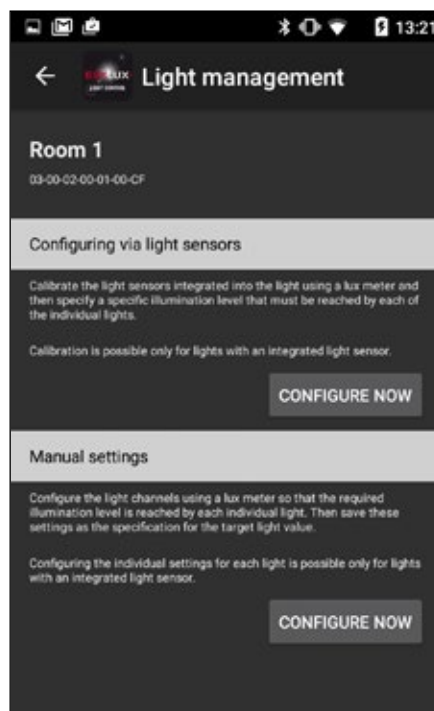 13:21
Light management
Room 1
03-00-02-00-01-00-CF
Configuring via light sensors
Calibrate the light sensors integrated into the light using a lux meter and
then specify a specific illumination level that must be reached by each of
the individual lights.
Calibration is possible only for lights with an integrated light sensor.
CONFIGURE NOW
Manual settings
Configure the light channels using a lux meter so that the required
illumination level is reached by each individual light. Then save these
settings as the specification for the target light value.
Configuring the individual settings for each light is possible only for lights
with an integrated light sensor.
CONFIGURE NOW